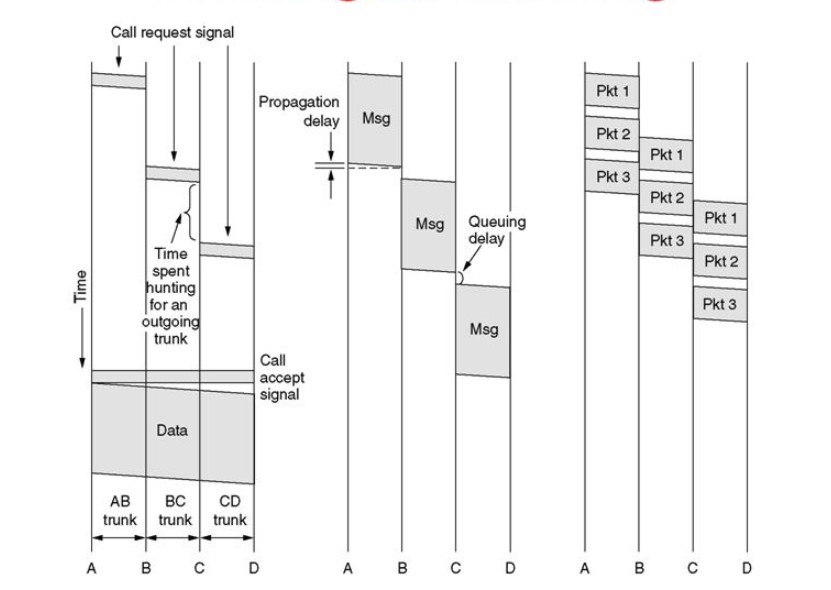 Call request signal
Propagation
delay
Msg
Msg
Queuing
delay
Msg
Pkt 1
Pkt 2
Pkt 3
Pkt 1
Pkt 2
Pkt 3
Pkt 1
Pkt 2
Pkt 3
Time
spent
hunting
for an
outgoing
trunk
Time
Call
accept
signal
Data
AB
trunk
BC
trunk
CD
trunk
A
B
C
D
A
B
C
D
A
B
C
D